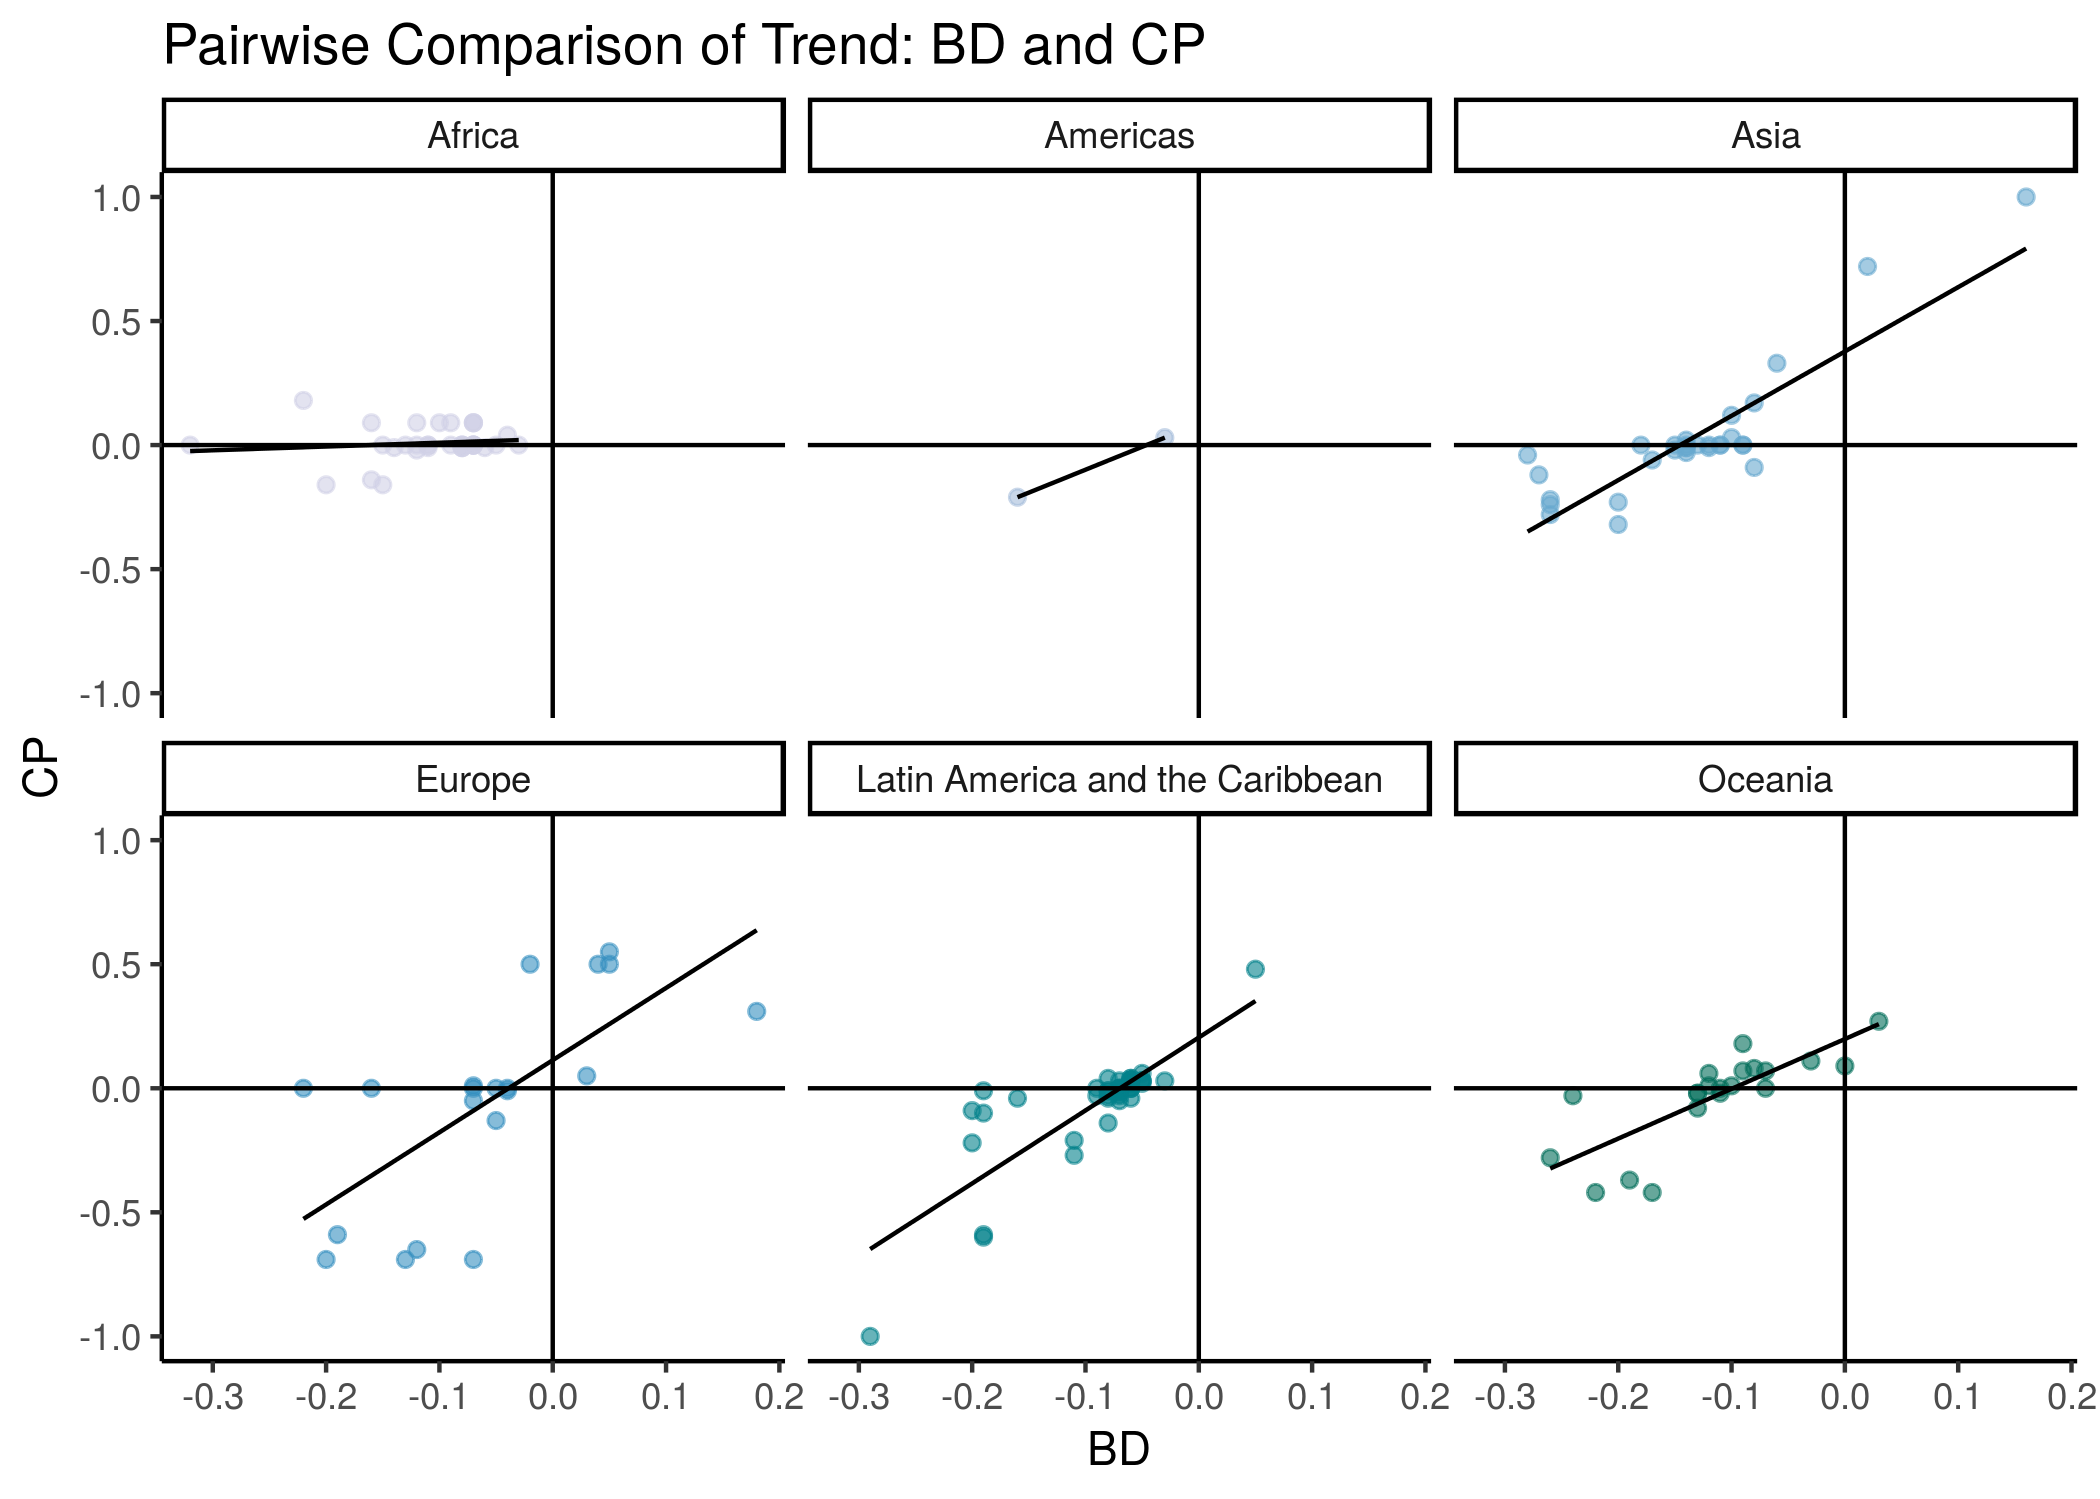 Pairwise Comparison of Trend: BD and CP
Africa
Americas
Asia
1.0
0.5
0.0
-0.5
-1.0
CP
Europe
Latin America and the Caribbean
Oceania
1.0
0.5
0.0
-0.5
-1.0
-0.3 -0.2 -0.1 0.0 0.1 0.2 -0.3 -0.2 -0.1 0.0 0.1 0.2 -0.3 -0.2 -0.1 0.0 0.1 0.2
BD